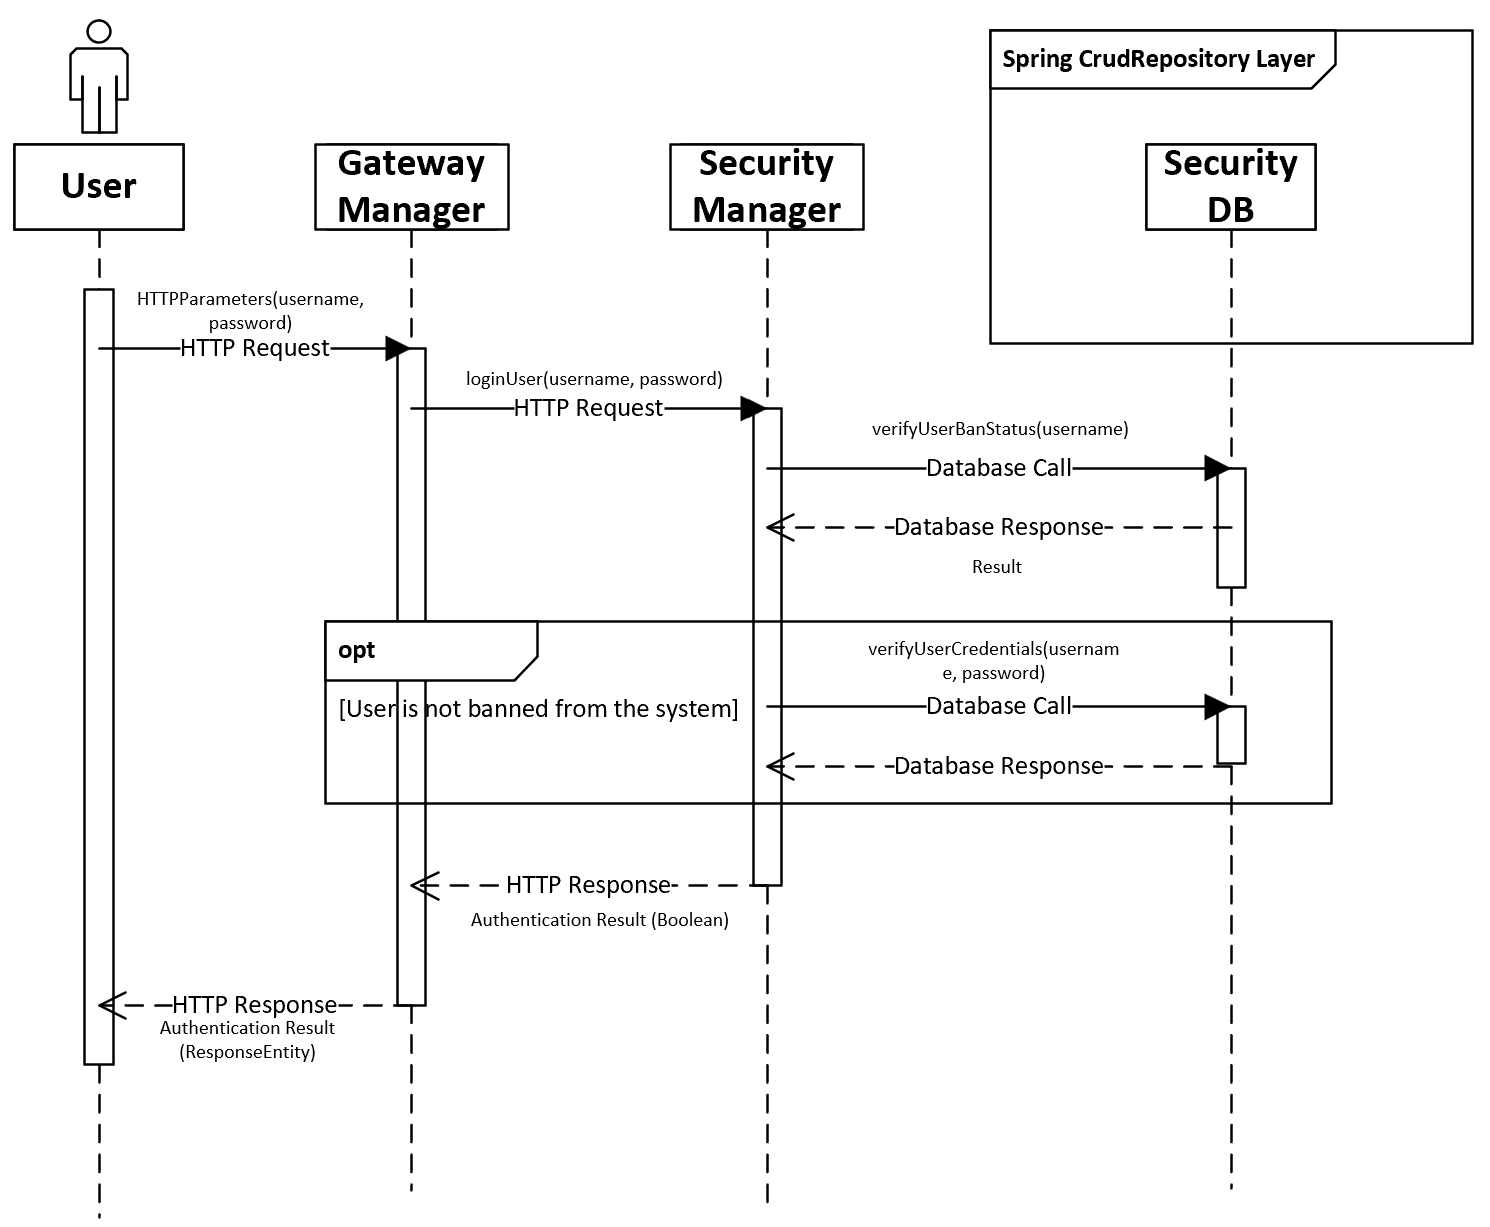 Spring CrudRepository Layer
User
Gateway
Manager
Security
Manager
Security
DB
HTTPParameters(username,
password)
HTTP Request
loginUser(username, password)
HTTP Request
verifyUserBanStatus(username)
Database Call
Database Response
Result
opt
verifyUserCredentials(usernam
e, password)
[User is not banned from the system]
Database Call
Database Response
HTTP Response
Authentication Result (Boolean)
HTTP Response
Authentication Result
(ResponseEntity)